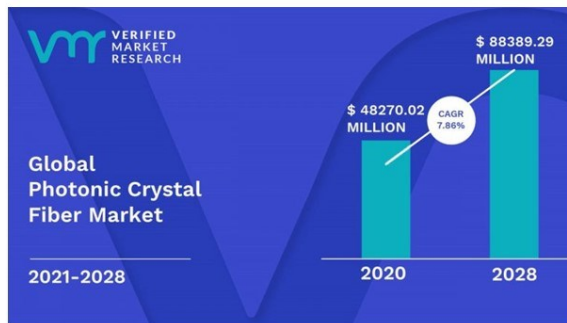 VMR
VERIFIED
MARKET
RESEARCH
Global
Photonic Crystal
Fiber Market
2021-2028
$ 88389.29
MILLION
$ 48270.02
MILLION
CAGR
7.86%
2020
2028